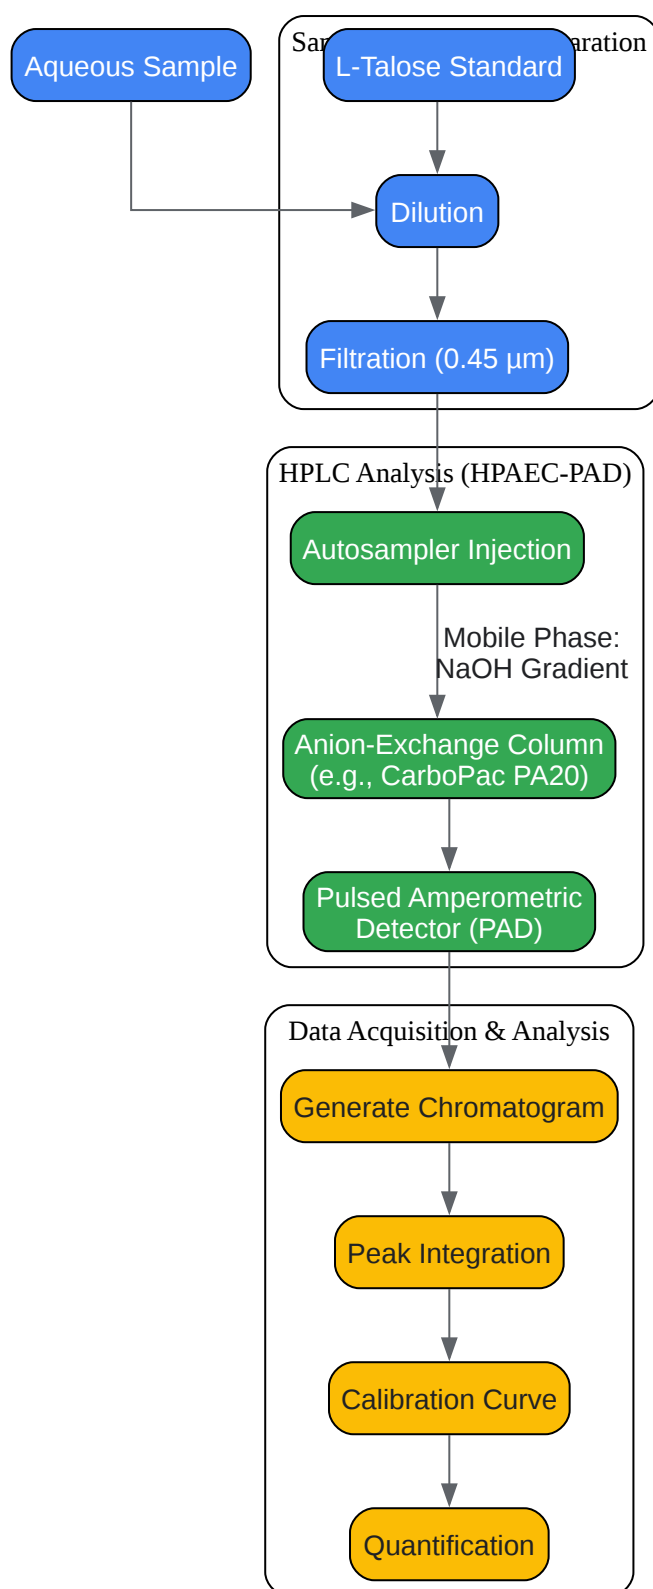 Aqueous Sample
L-Talose Standard
Dilution
Filtration (0.45 µm)
HPLC Analysis (HPAEC-PAD)
Autosampler Injection
Mobile Phase:
NaOH Gradient
Anion-Exchange Column
(e.g., CarboPac PA20)
Pulsed Amperometric
Detector (PAD)
Data Acquisition & Analysis
Generate Chromatogram
Peak Integration
Calibration Curve
Quantification